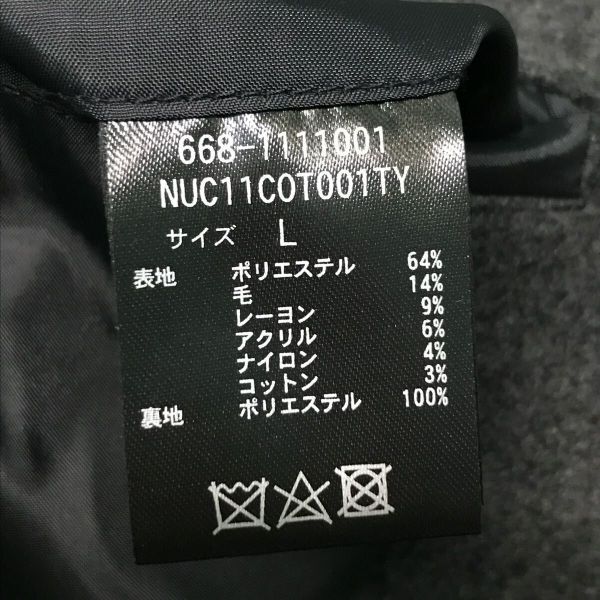 668-1111001
NUC11COT001TY
サイズ L
表地 ポリエステル 64%
毛 14%
レーヨン 9%
アクリル 6%
ナイロン 4%
コットン 3%
裏地 ポリエステル 100%